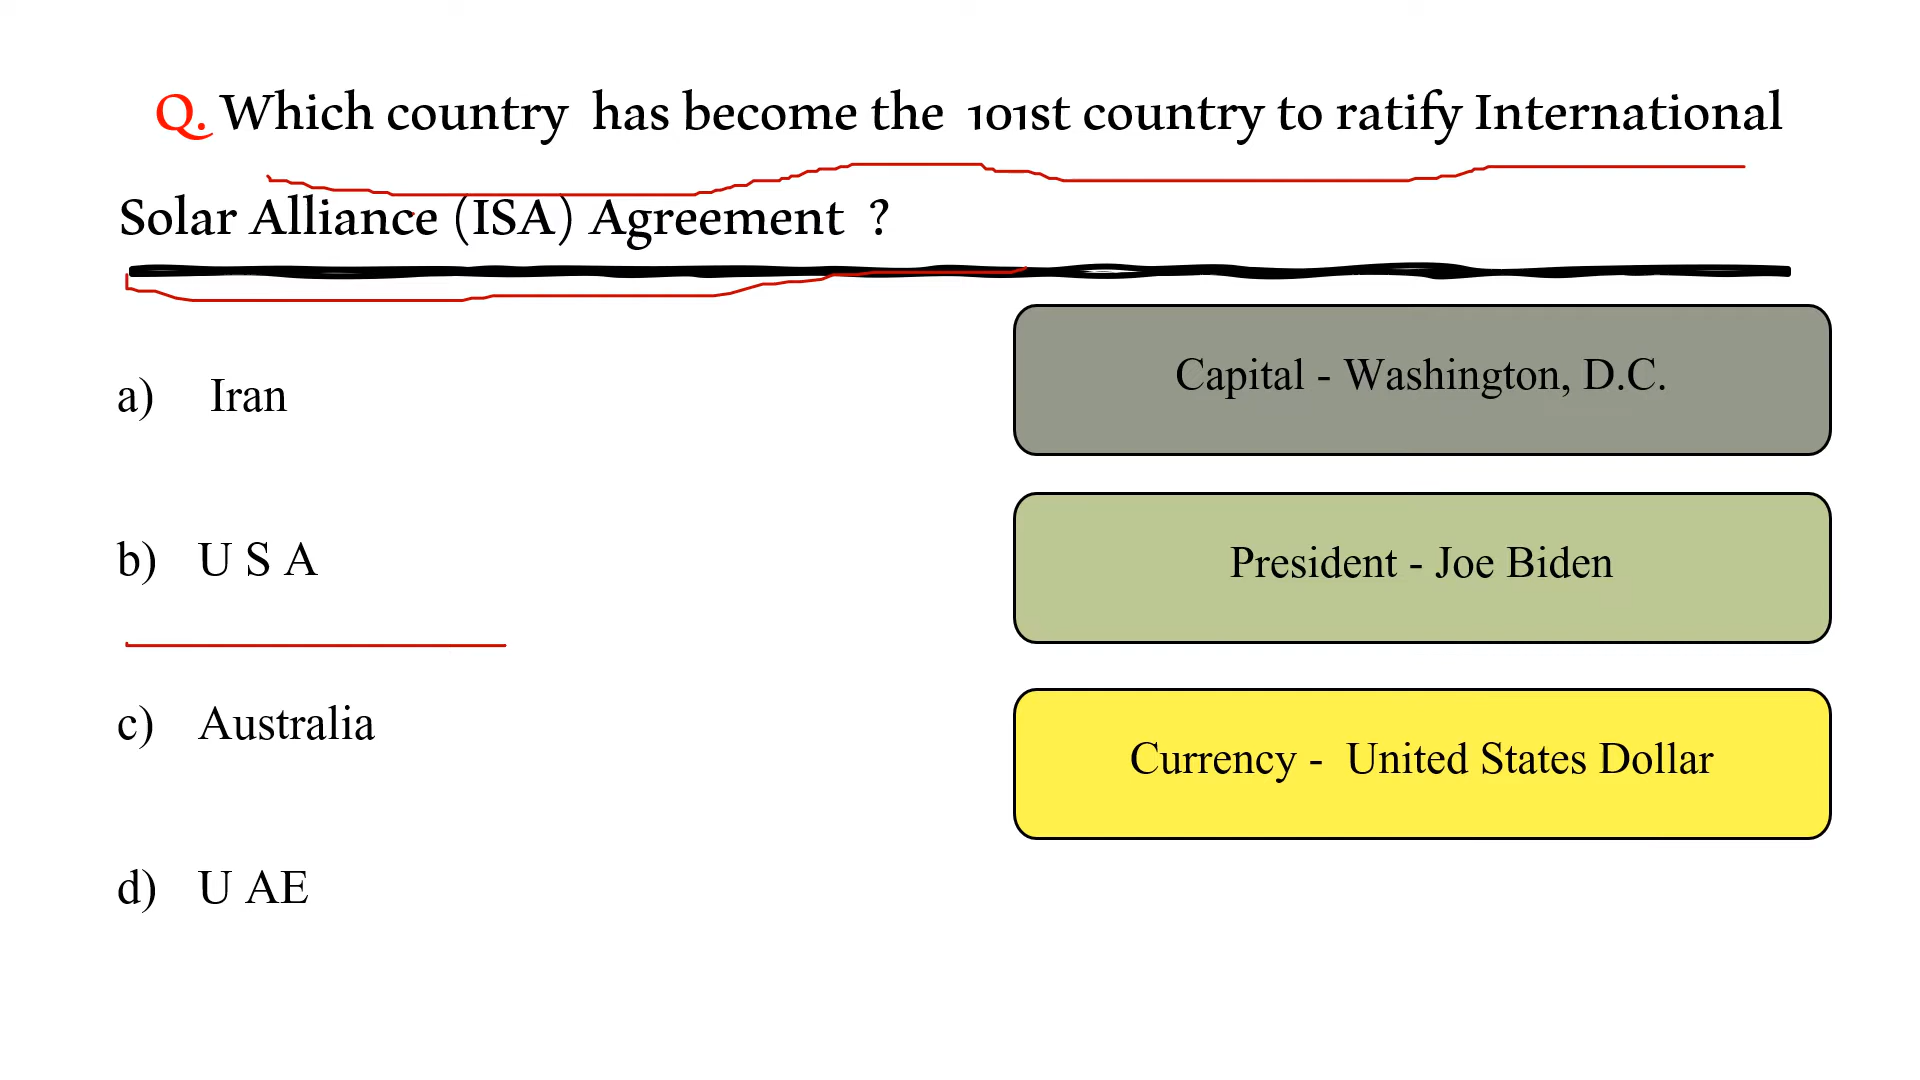 Q. Which country has become the 101st country to ratify International
Solar Alliance (ISA) Agreement ?
a) Iran
b) U S A
c) Australia
d) U AE
Capital - Washington, D.C.
President - Joe Biden
Currency - United States Dollar